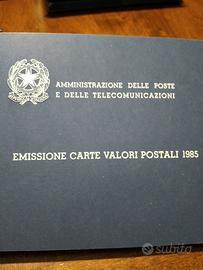 AMMINISTRAZIONE DELLE POSTE
E DELLE TELECOMUNICAZIONI
EMISSIONE CARTE VALORI POSTALI 1985
subito